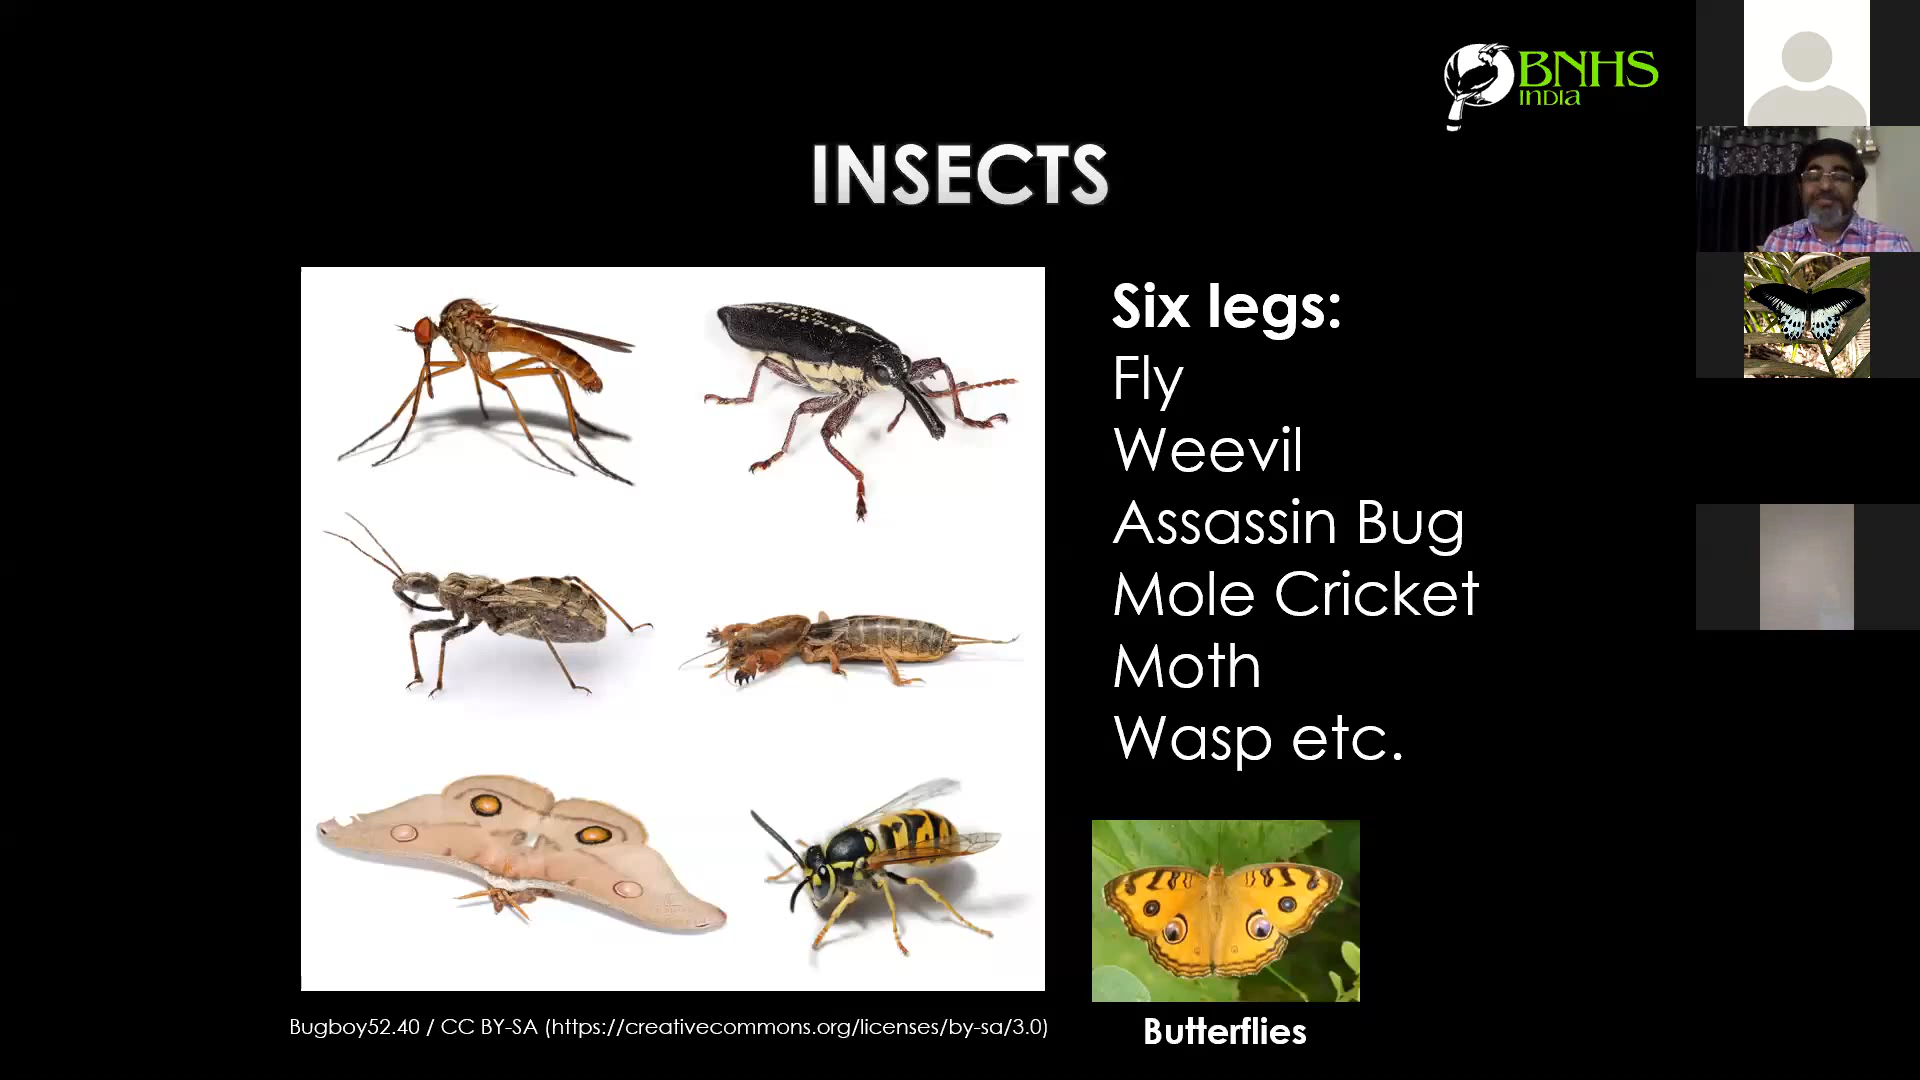 BNHS
INDIA
INSECTS
Six legs:
Fly
Weevil
Assassin Bug
Mole Cricket
Moth
Wasp etc.
Bugboy52.40 / CC BY-SA (https://creativecommons.org/licenses/by-sa/3.0)
Butterflies